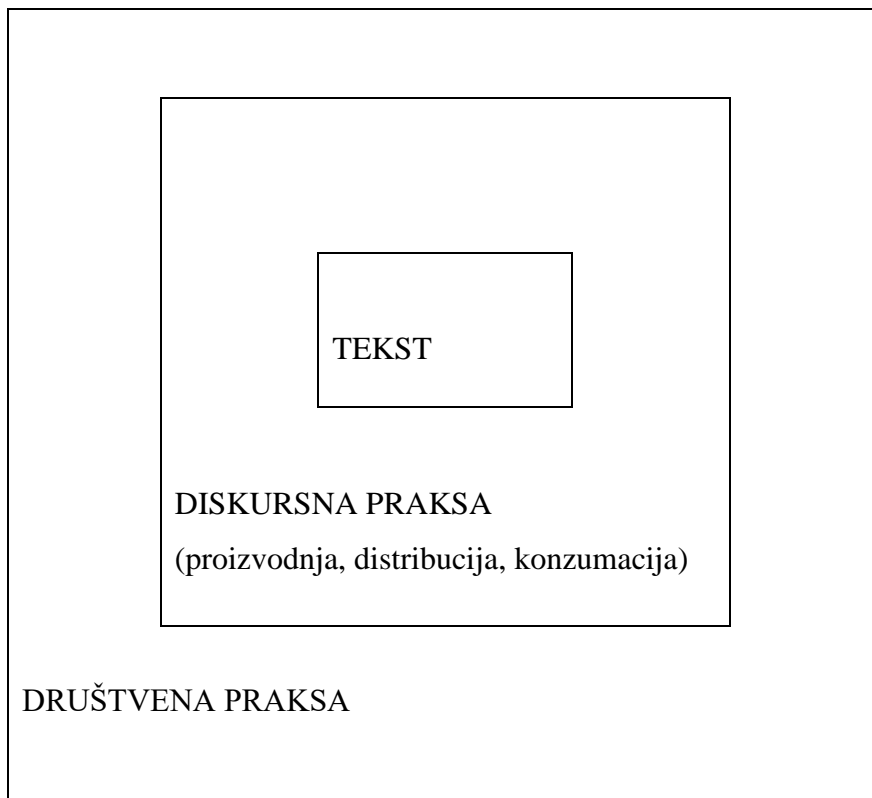 TEKST
DISKURSNA PRAKSA
(proizvodnja, distribucija, konzumacija)
DRUŠTVENA PRAKSA